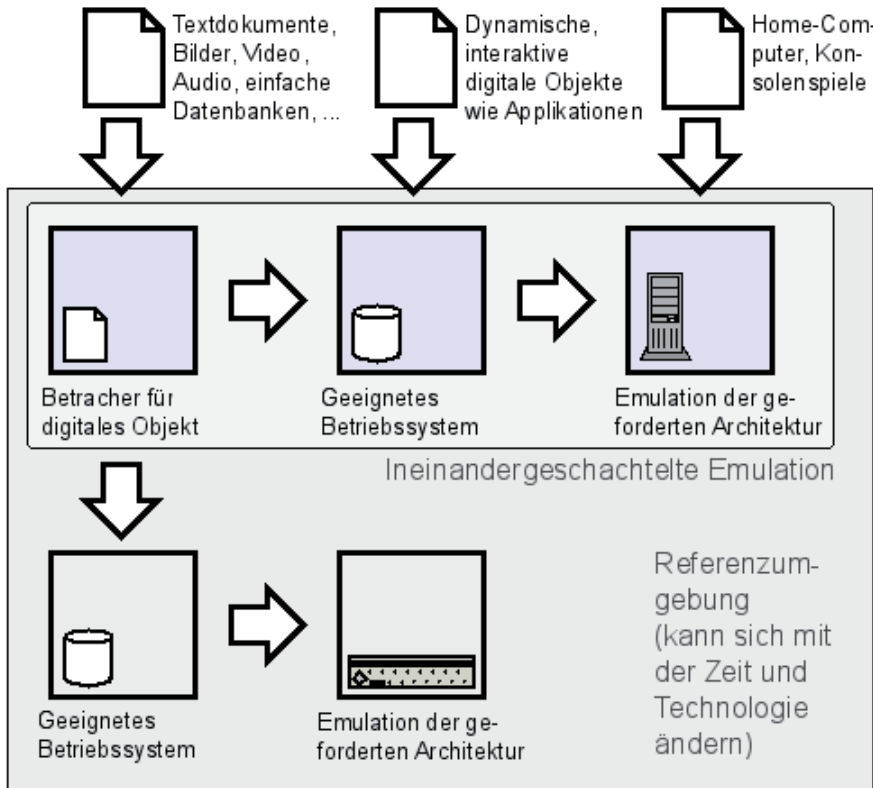 Textdokumente,
Bilder, Video,
Audio, einfache
Datenbanken, ...
Dynamische,
interaktive
digitale Objekte
wie Applikationen
Home-Com-
puter, Kon-
solenspiele
Betracher für
digitales Objekt
Geeignetes
Betriebssystem
Emulation der ge-
forderten Architektur
Ineinandergeschachtelte Emulation
Geeignetes
Betriebssystem
Emulation der ge-
forderten Architektur
Referenzum-
gebung
(kann sich mit
der Zeit und
Technologie
ändern)